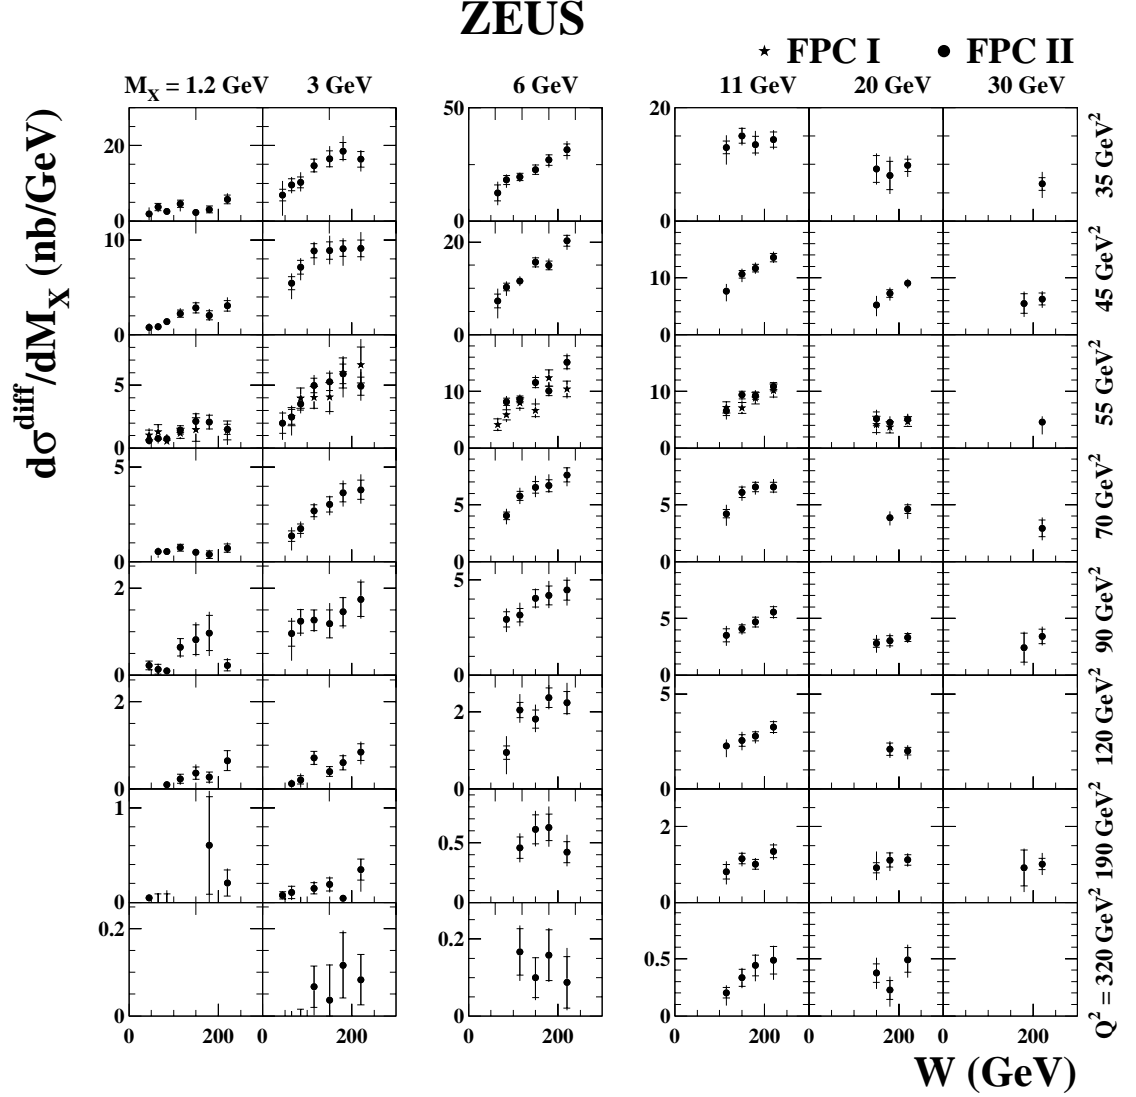 ZEUS
★ FPC I ● FPC II
M_X = 1.2 GeV 3 GeV 6 GeV 11 GeV 20 GeV 30 GeV
dσ^diff/dM_X (nb/GeV)
20 50 20 35 GeV²
0 0 0
10 20 10 45 GeV²
0 0 0
5 10 10 55 GeV²
0 0 0
5 5 5 70 GeV²
0 0 0
2 5 5 90 GeV²
0 0 0
2 2 5 120 GeV²
0 0 0
1 0.5 2 190 GeV²
0 0 0
0.2 0.2 0.5 Q² = 320 GeV²
0 0 0
0 200 0 200 0 200 0 200 0 200 0 200
W (GeV)